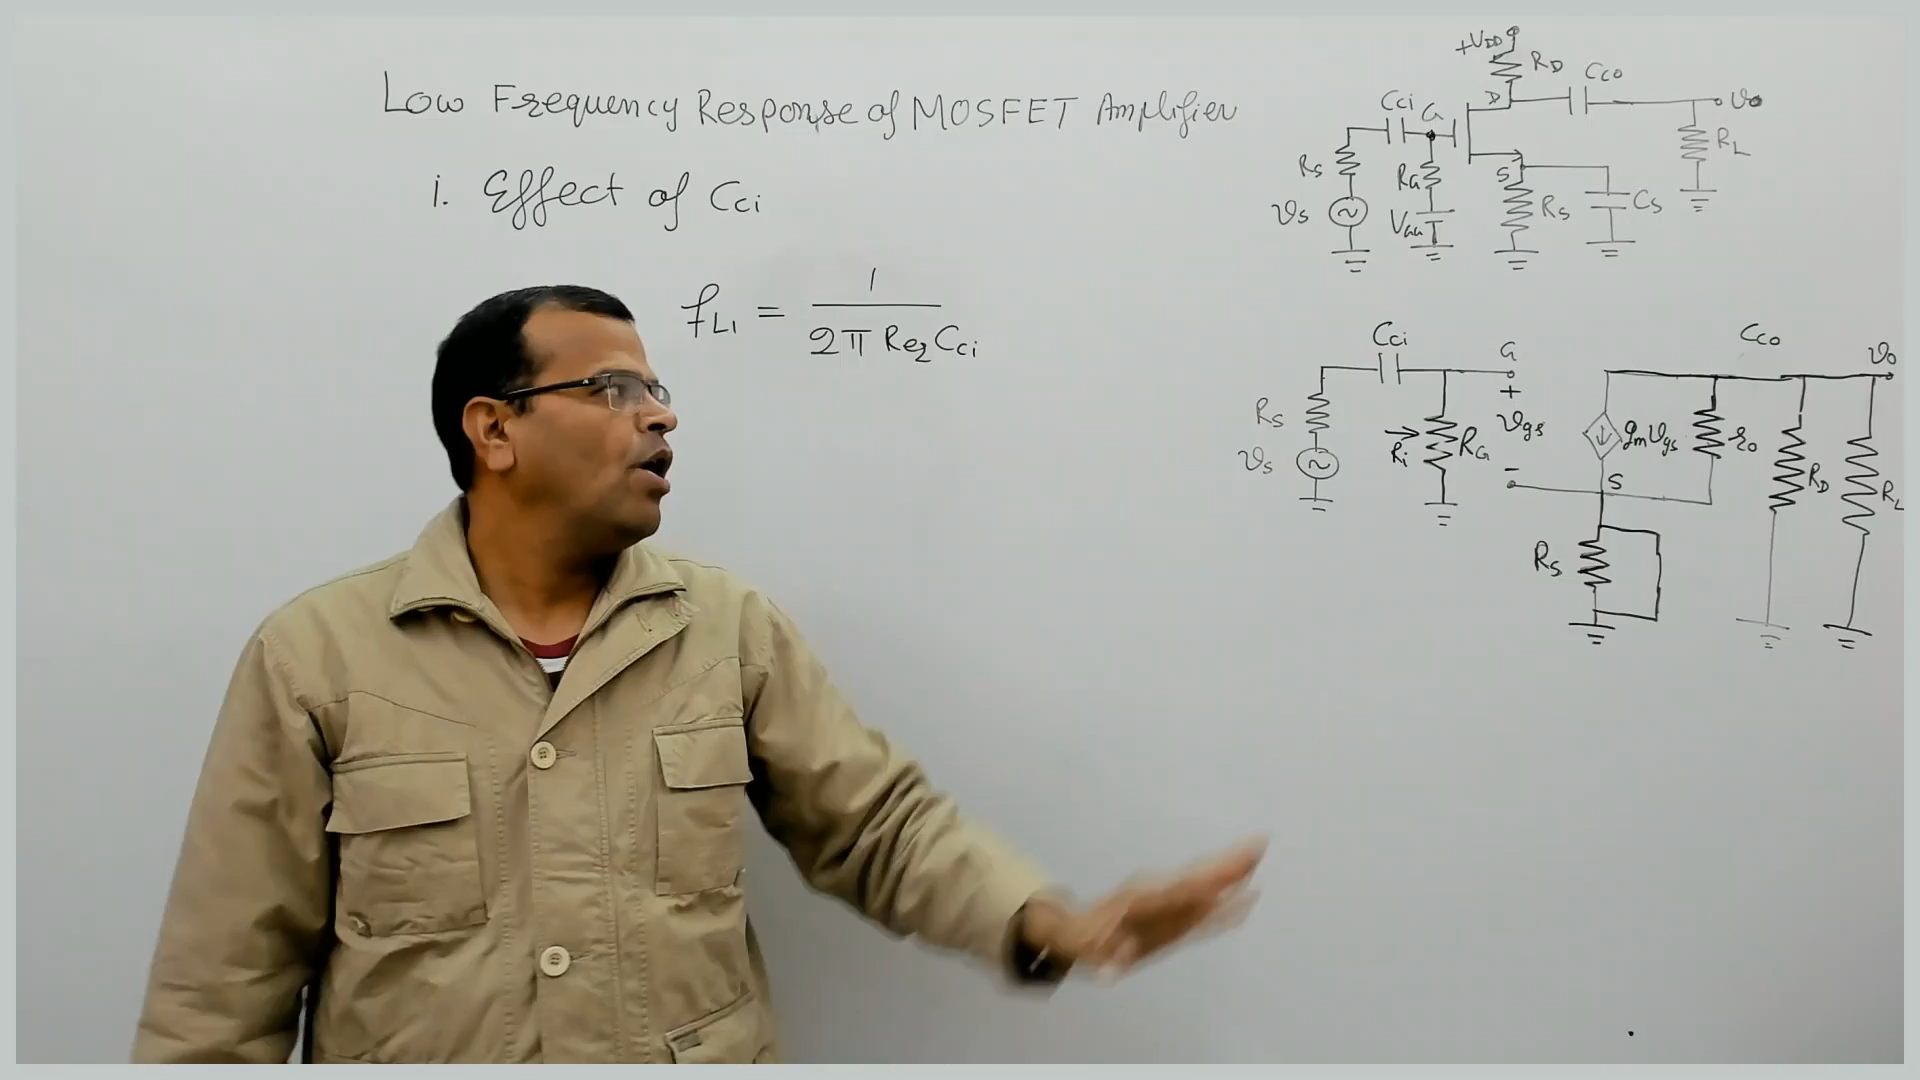 Low Frequency Response of MOSFET Amplifier
i. Effect of Cci
fL1 = 1 / 2π Req Cci
+VDD
RD
Cco
D
vo
Cci
G
Rs
RG
S
RL
vs
VGG
Rs
Cs
Cci
G
Cco
vo
+
Rs
vgs
gmvgs
ro
vs
Ri
RG
-
S
RD
RL
Rs